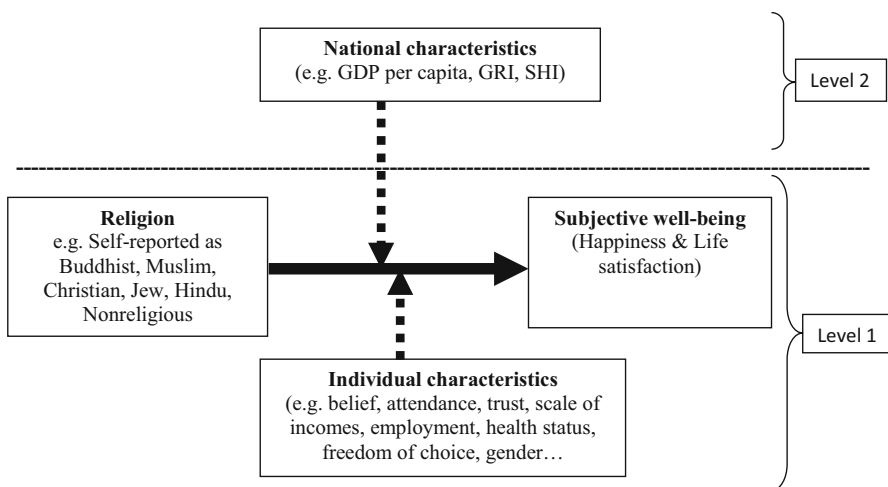 National characteristics
(e.g. GDP per capita, GRI, SHI)
Level 2
Religion
e.g. Self-reported as
Buddhist, Muslim,
Christian, Jew, Hindu,
Nonreligious
Subjective well-being
(Happiness & Life
satisfaction)
Level 1
Individual characteristics
(e.g. belief, attendance, trust, scale of
incomes, employment, health status,
freedom of choice, gender…